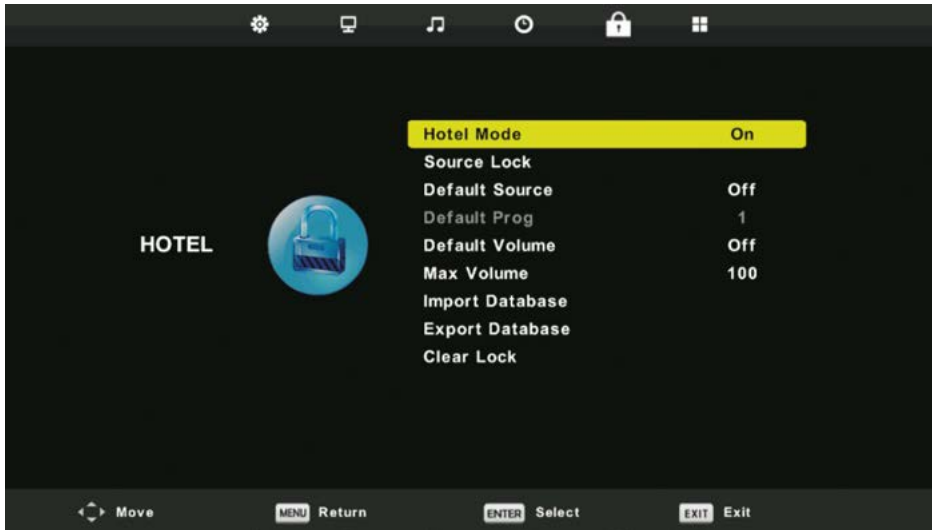 Hotel Mode On
Source Lock
Default Source Off
Default Prog 1
HOTEL
Default Volume Off
Max Volume 100
Import Database
Export Database
Clear Lock
Move MENU Return ENTER Select EXIT Exit